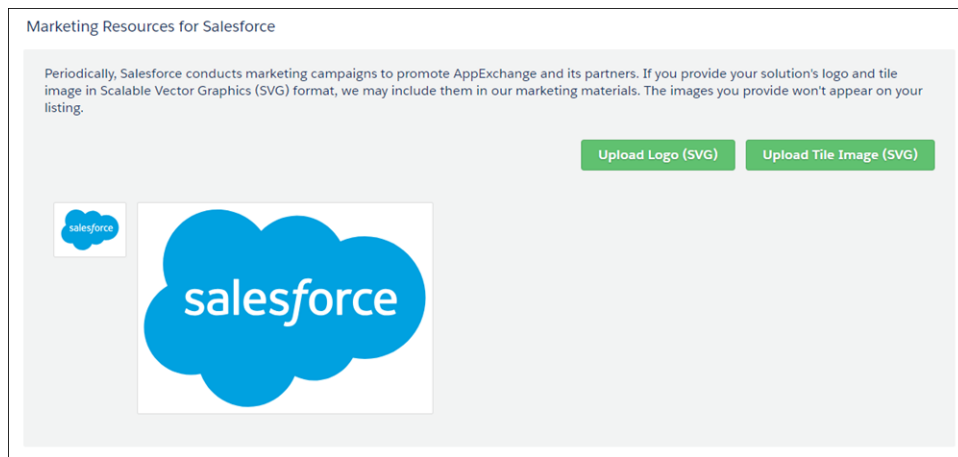 Marketing Resources for Salesforce
Periodically, Salesforce conducts marketing campaigns to promote AppExchange and its partners. If you provide your solution's logo and tile
image in Scalable Vector Graphics (SVG) format, we may include them in our marketing materials. The images you provide won't appear on your
listing.
Upload Logo (SVG)
Upload Tile Image (SVG)
salesforce
salesforce